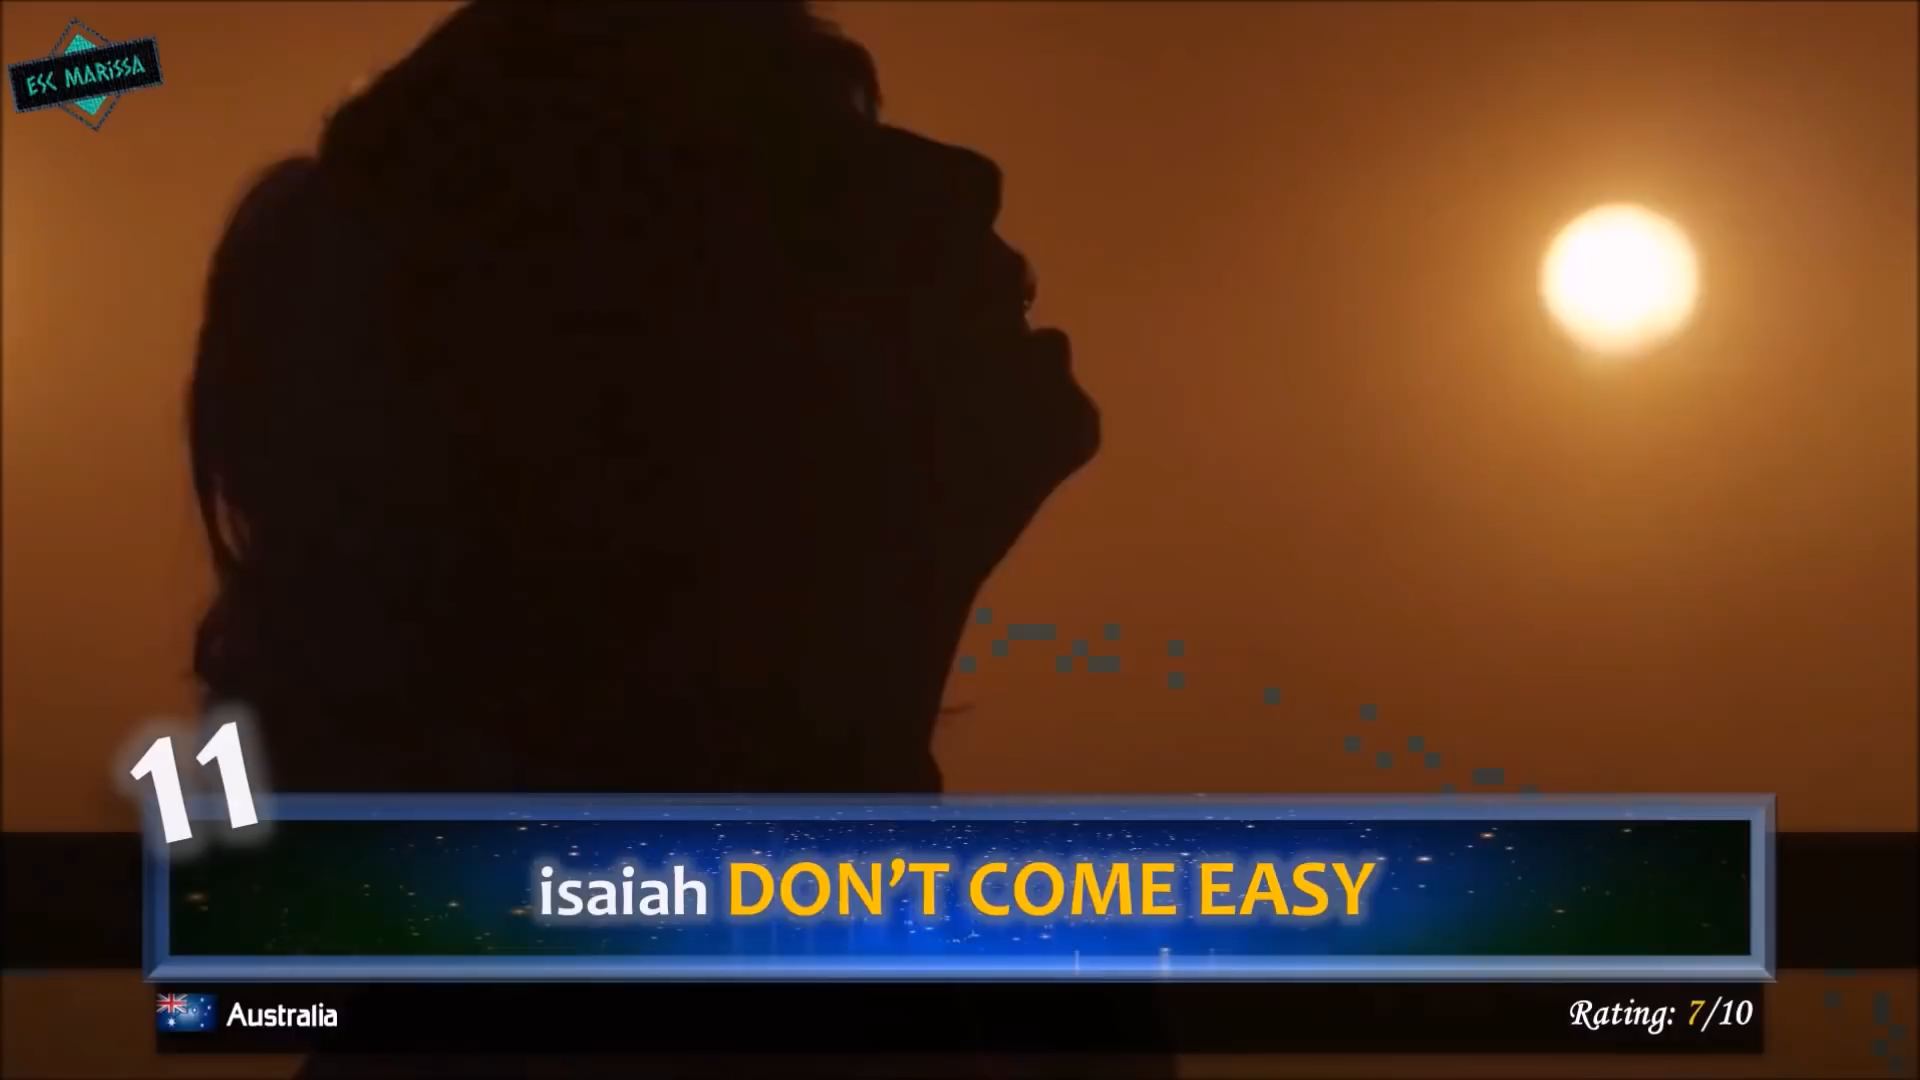 ESC MARiSSA
11
isaiah DON'T COME EASY
Australia
Rating: 7/10